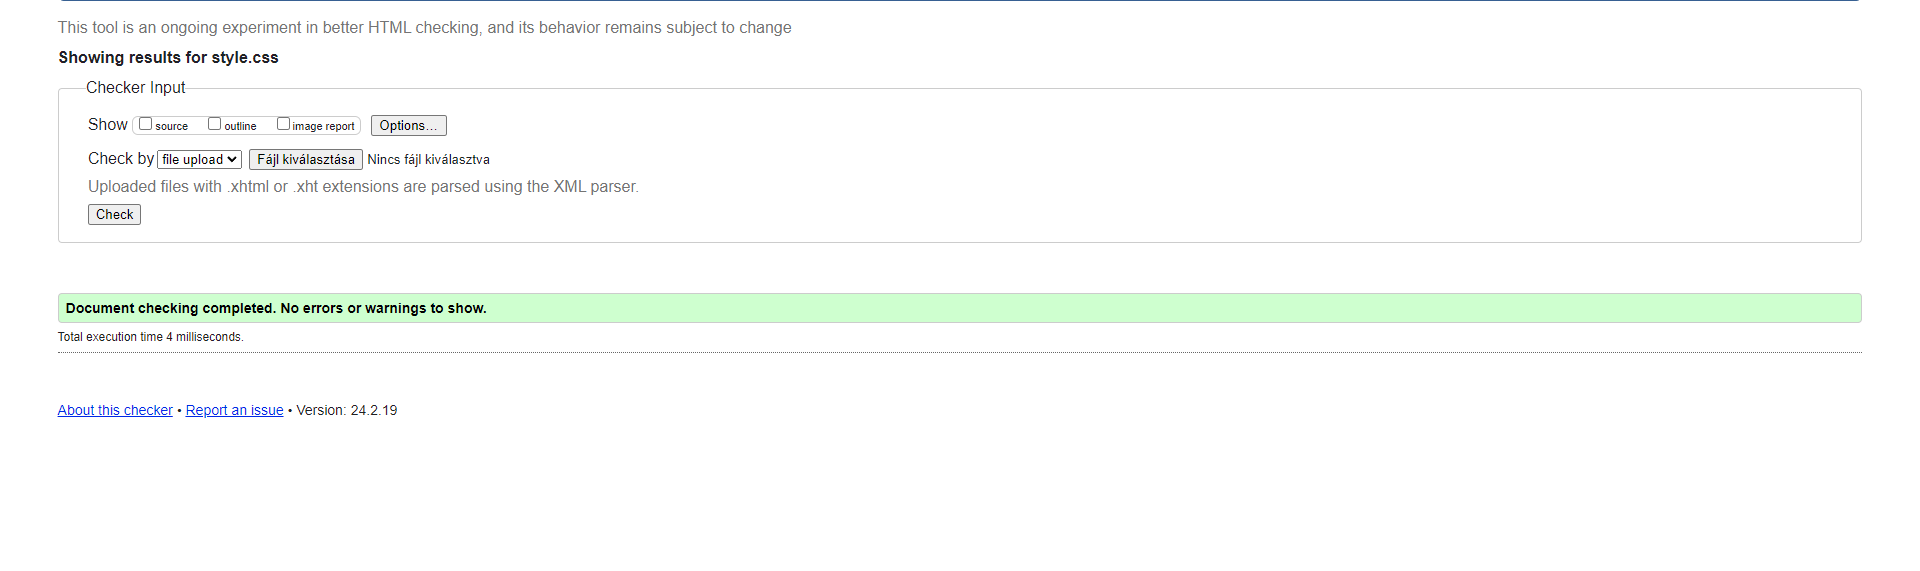 This tool is an ongoing experiment in better HTML checking, and its behavior remains subject to change
Showing results for style.css
Checker Input
Show source outline image report Options...
Check by file upload Fájl kiválasztása Nincs fájl kiválasztva
Uploaded files with .xhtml or .xht extensions are parsed using the XML parser.
Check
Document checking completed. No errors or warnings to show.
Total execution time 4 milliseconds.
About this checker • Report an issue • Version: 24.2.19